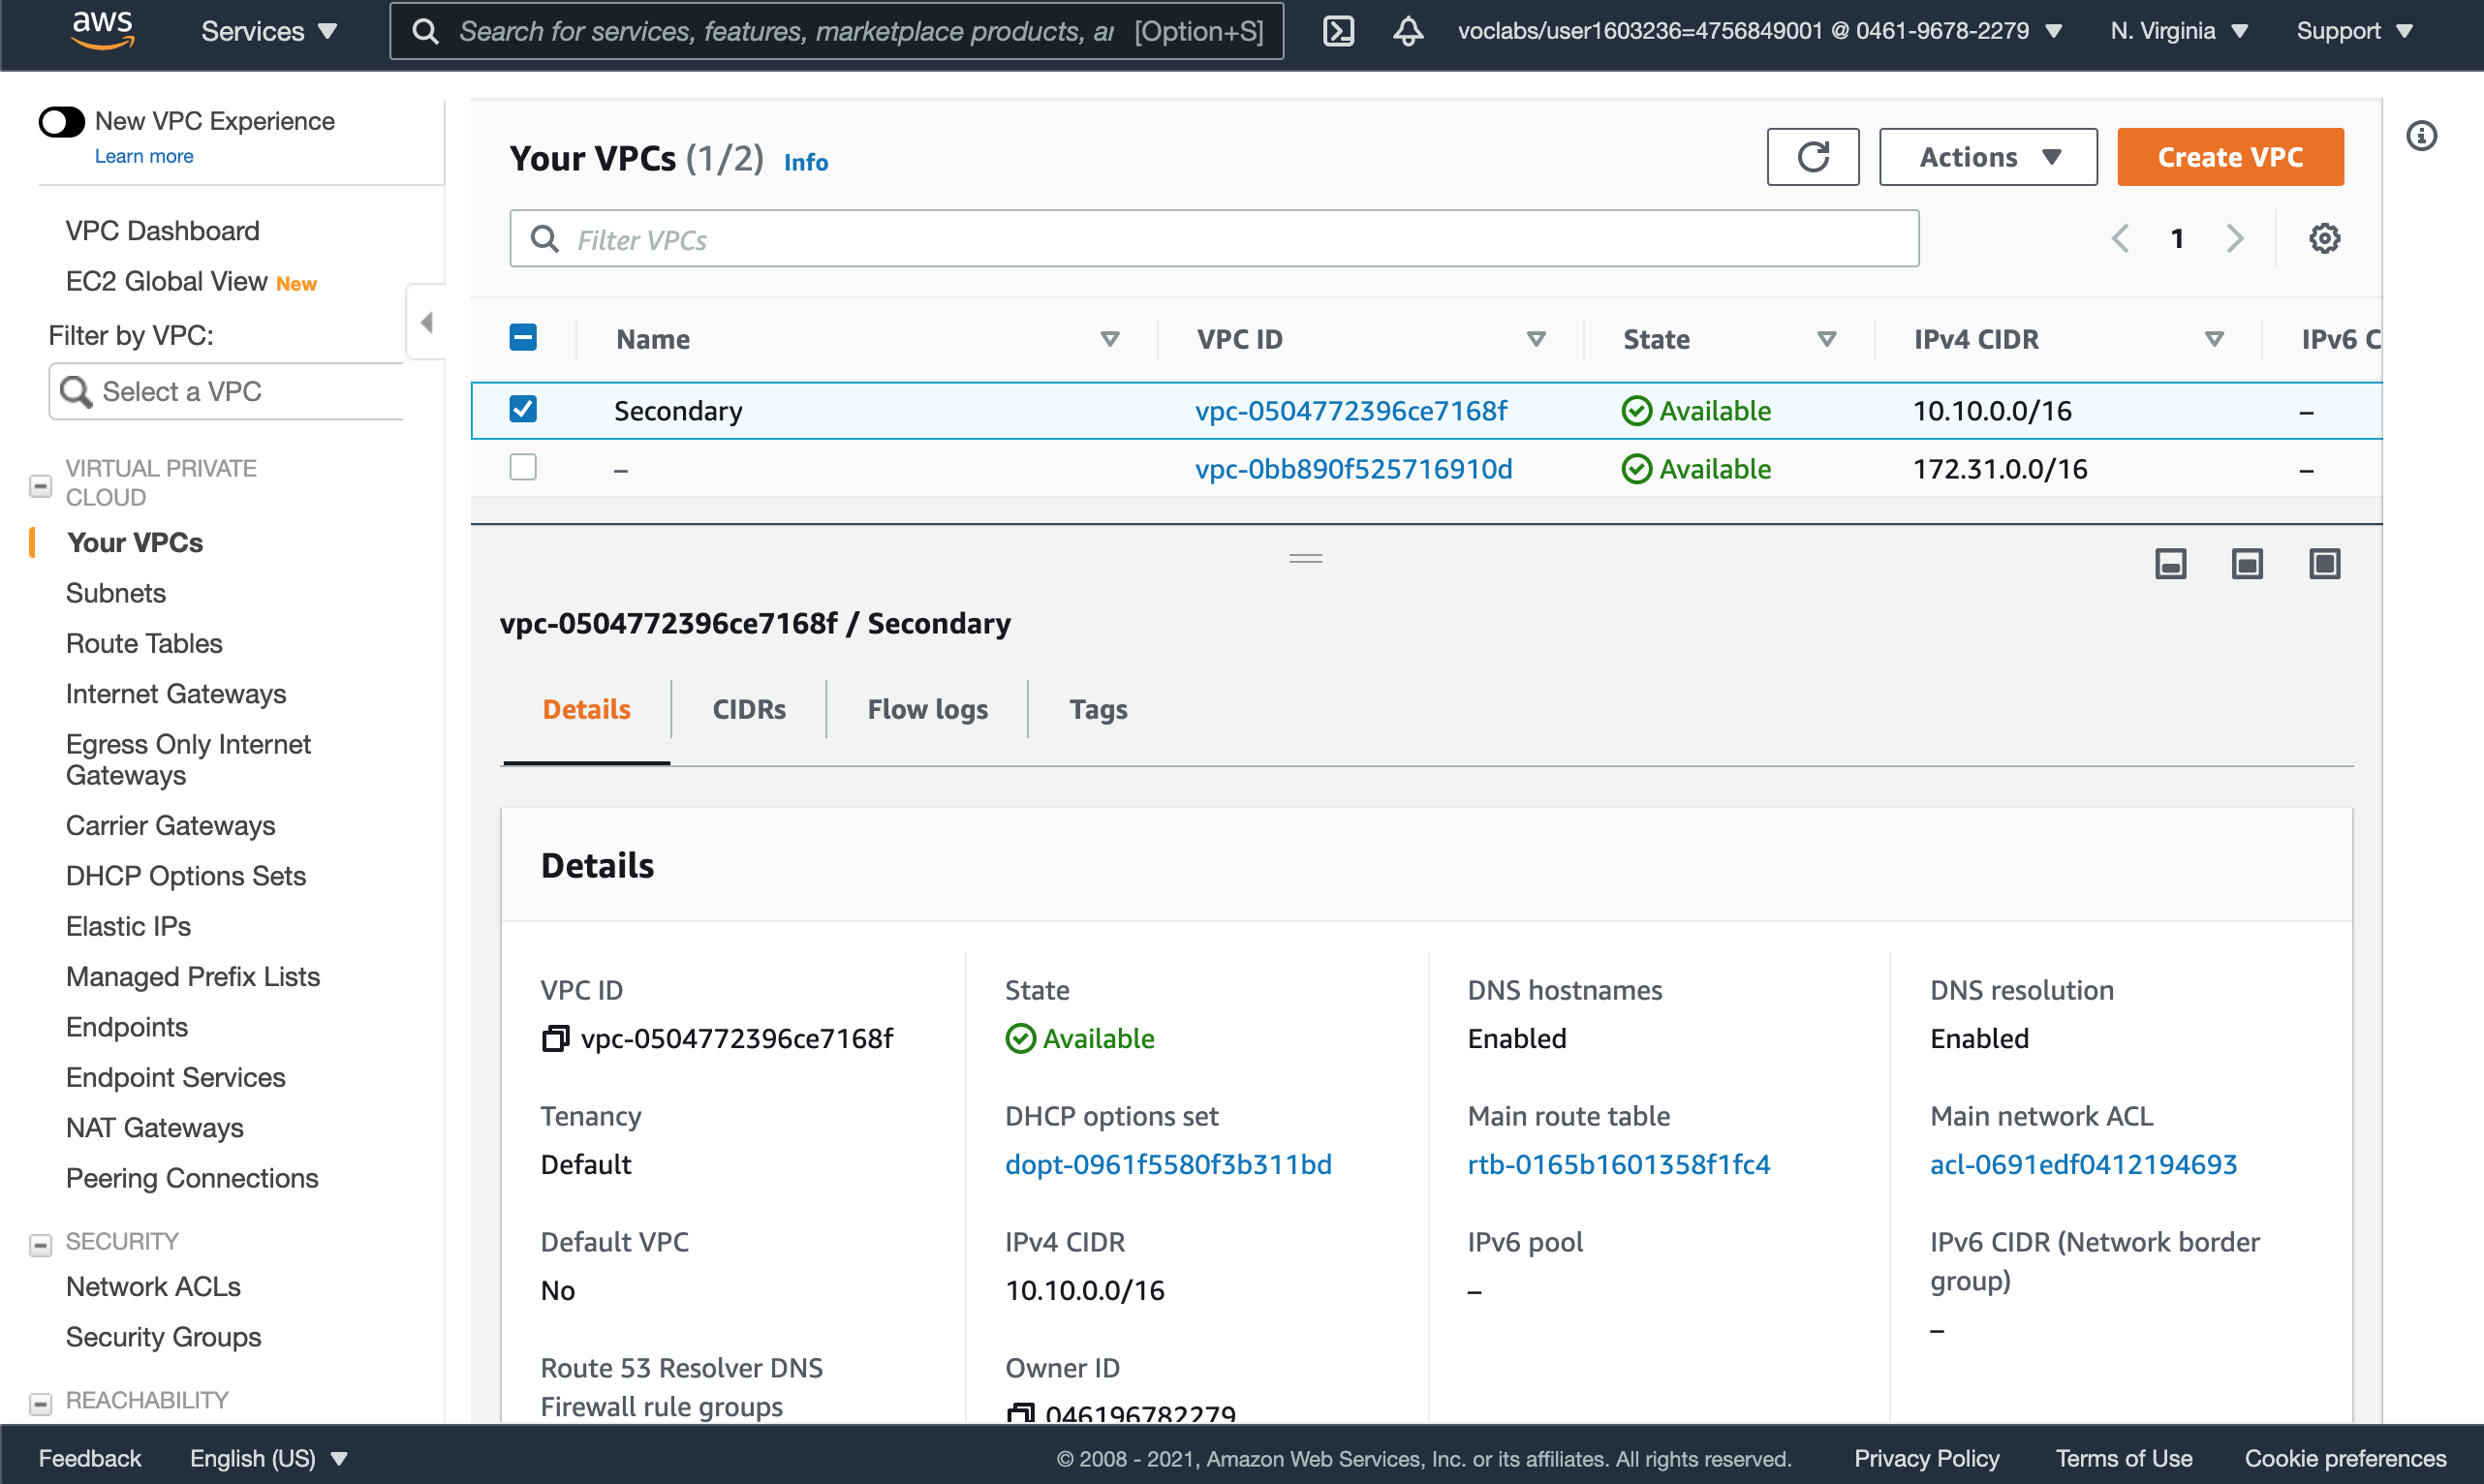 aws
Services
Search for services, features, marketplace products, ar [Option+S]
voclabs/user1603236=4756849001 @ 0461-9678-2279
N. Virginia
Support
New VPC Experience
Learn more
VPC Dashboard
EC2 Global View New
Filter by VPC:
Select a VPC
VIRTUAL PRIVATE
CLOUD
Your VPCs
Subnets
Route Tables
Internet Gateways
Egress Only Internet
Gateways
Carrier Gateways
DHCP Options Sets
Elastic IPs
Managed Prefix Lists
Endpoints
Endpoint Services
NAT Gateways
Peering Connections
SECURITY
Network ACLs
Security Groups
REACHABILITY
Your VPCs (1/2) Info
Actions
Create VPC
Filter VPCs
1
Name VPC ID State IPv4 CIDR IPv6 C
Secondary vpc-0504772396ce7168f Available 10.10.0.0/16 –
– vpc-0bb890f525716910d Available 172.31.0.0/16 –
vpc-0504772396ce7168f / Secondary
Details CIDRs Flow logs Tags
Details
VPC ID
vpc-0504772396ce7168f
State
Available
DNS hostnames
Enabled
DNS resolution
Enabled
Tenancy
Default
DHCP options set
dopt-0961f5580f3b311bd
Main route table
rtb-0165b1601358f1fc4
Main network ACL
acl-0691edf0412194693
Default VPC
No
IPv4 CIDR
10.10.0.0/16
IPv6 pool
–
IPv6 CIDR (Network border
group)
–
Route 53 Resolver DNS
Firewall rule groups
Owner ID
046196782279
Feedback
English (US)
© 2008 - 2021, Amazon Web Services, Inc. or its affiliates. All rights reserved.
Privacy Policy
Terms of Use
Cookie preferences